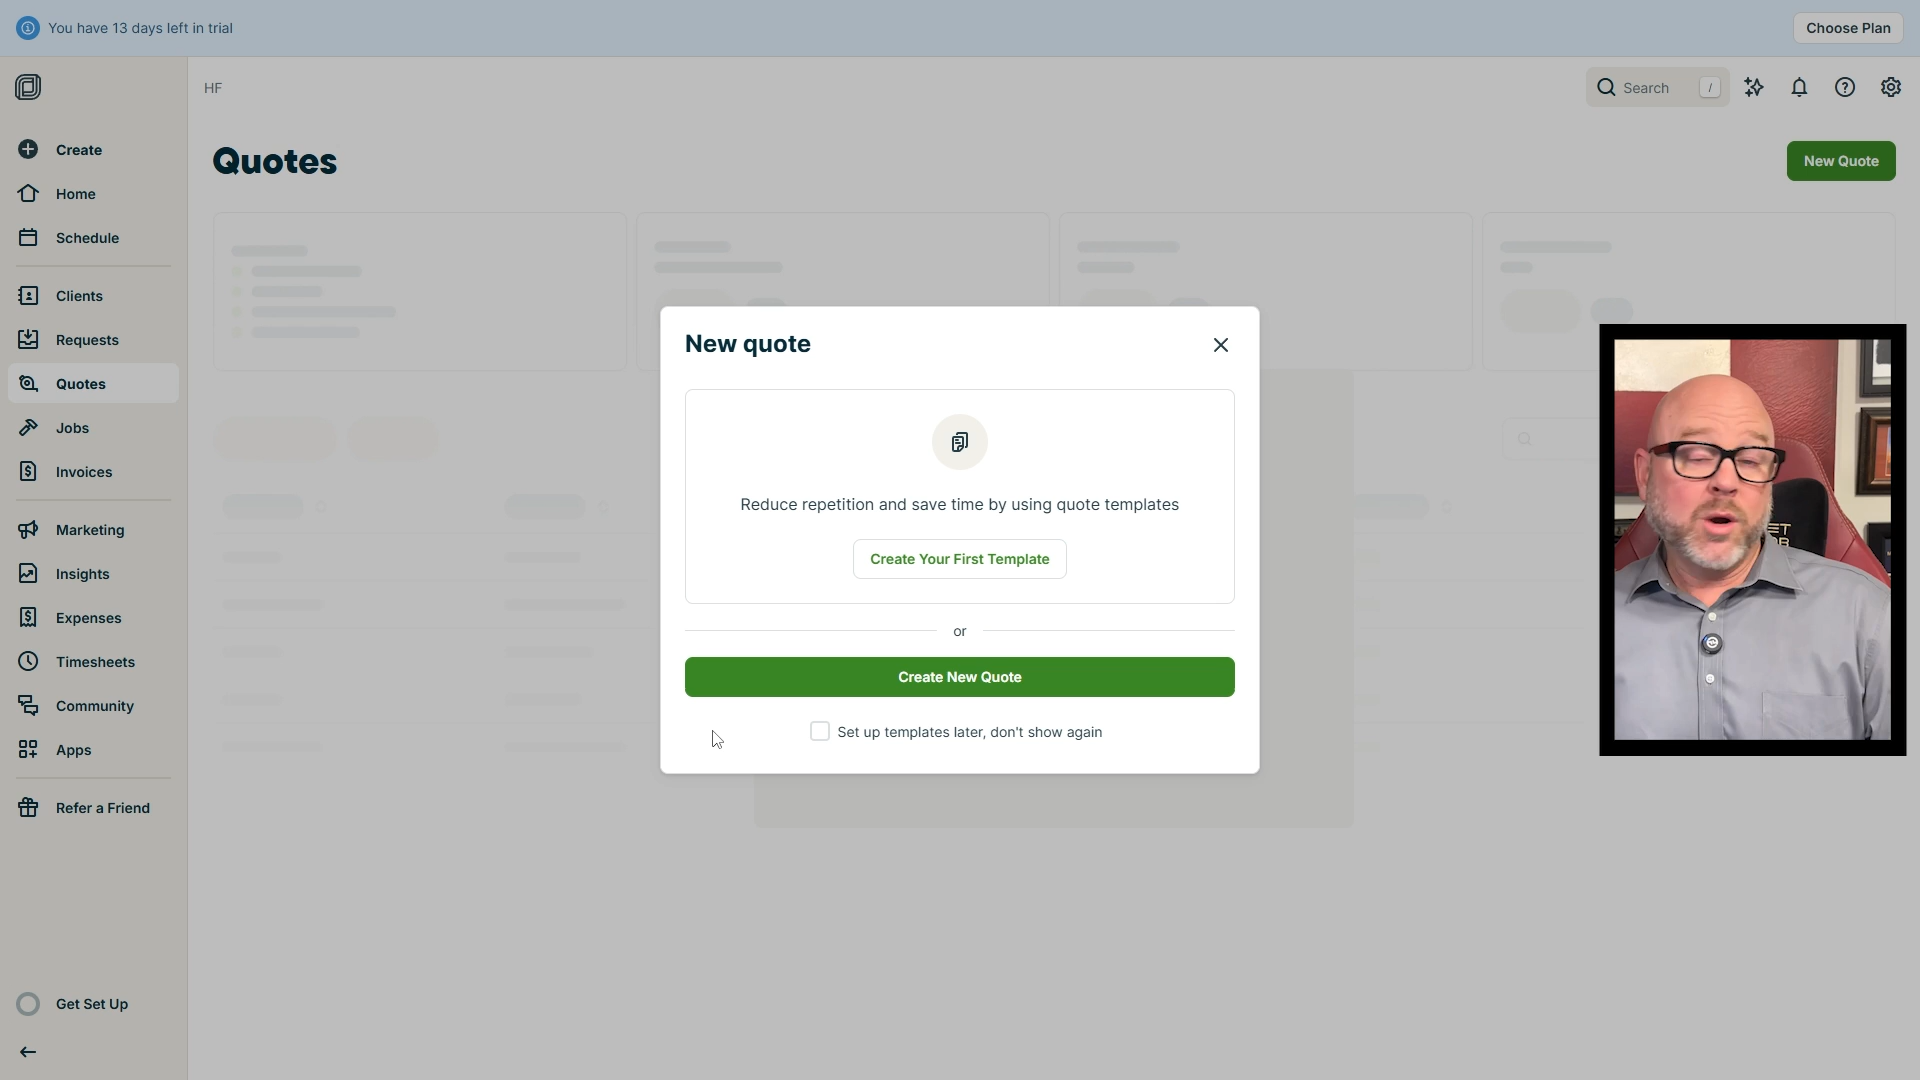 You have 13 days left in trial
Choose Plan
HF
Search /
Create
Home
Schedule
Clients
Requests
Quotes
Jobs
Invoices
Marketing
Insights
Expenses
Timesheets
Community
Apps
Refer a Friend
Get Set Up
Quotes
New Quote
New quote
Reduce repetition and save time by using quote templates
Create Your First Template
or
Create New Quote
Set up templates later, don't show again